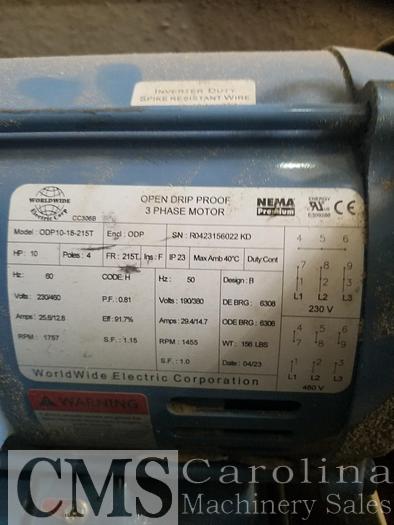 INVERTER DUTY
SPIKE RESISTANT WIRE
WORLDWIDE
Electric Corp
CC306B
OPEN DRIP PROOF
3 PHASE MOTOR
NEMA
Premium
ENERGY
CE
Model: ODP10-18-215T Encl: ODP SN: R0423156022 KD
HP: 10 Poles: 4 FR: 215T Ins: F IP 23 Max Amb 40°C Duty: Cont
Hz: 60 CODE: H Hz: 50 Design: B
Volts: 230/460 P.F.: 0.81 Volts: 190/380 DE BRG: 6308
Amps: 25.6/12.8 Eff: 91.7% Amps: 29.4/14.7 ODE BRG: 6306
RPM: 1757 S.F.: 1.15 RPM: 1455 WT: 156 LBS
S.F.: 1.0 Date: 04/23
4 5 6
7 8 9
1 2 3
L1 L2 L3
230 V
4 5 6
7 8 9
1 2 3
L1 L2 L3
460 V
WorldWide Electric Corporation
WARNING
CMS Carolina
Machinery Sales